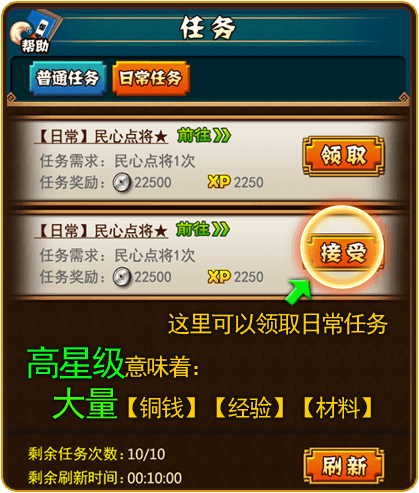 任务
帮助
普通任务 日常任务
【日常】民心点将★ 前往
任务需求：民心点将1次
任务奖励： 22500 XP 2250
领取
【日常】民心点将★ 前往
任务需求：民心点将1次
任务奖励： 22500 XP 2250
接受
这里可以领取日常任务
高星级意味着：
大量【铜钱】【经验】【材料】
剩余任务次数：10/10
剩余刷新时间：00:10:00
刷新